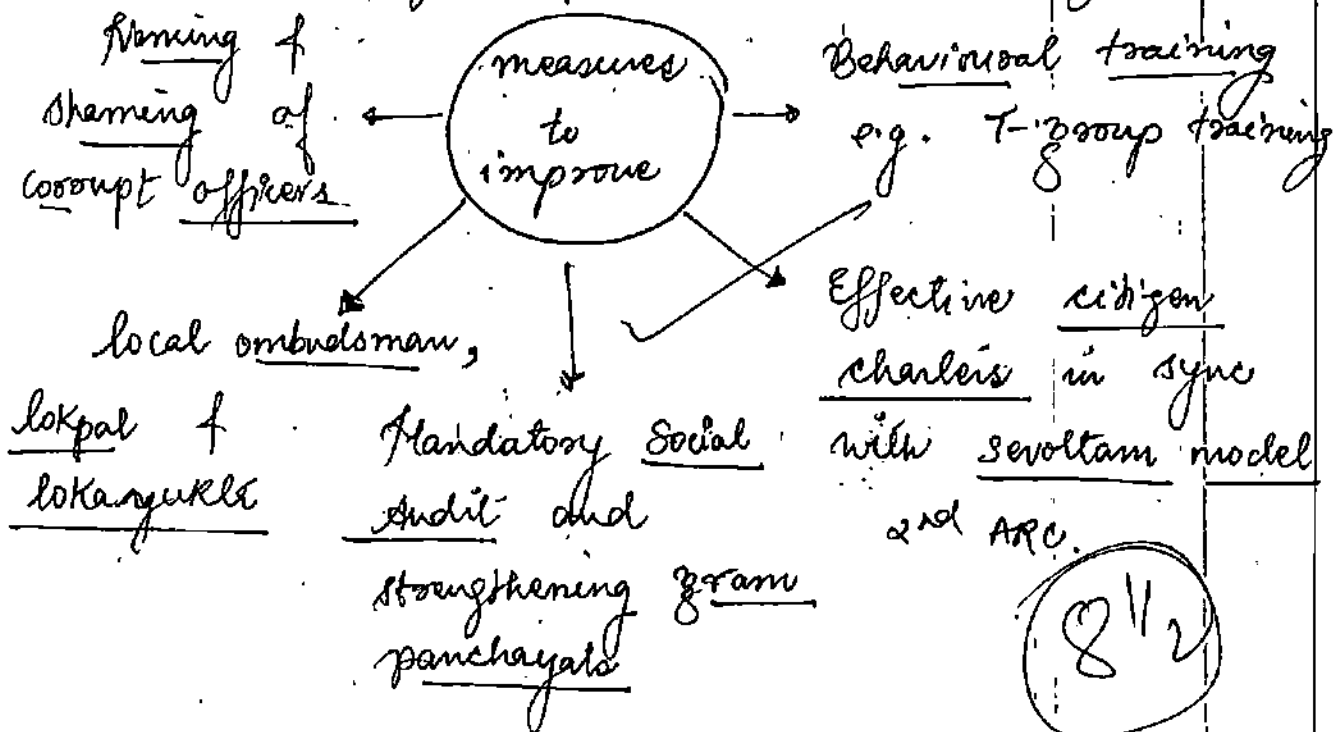 measures
to
improve
Naming &
shaming of
corrupt officers
Behavioural training
e.g. T-group training
local ombudsman,
lokpal &
lokayukta
Mandatory Social
Audit and
strengthening gram
panchayats
Effective citizen
charters in sync
with sevottam model
2nd ARC.
8 1/2